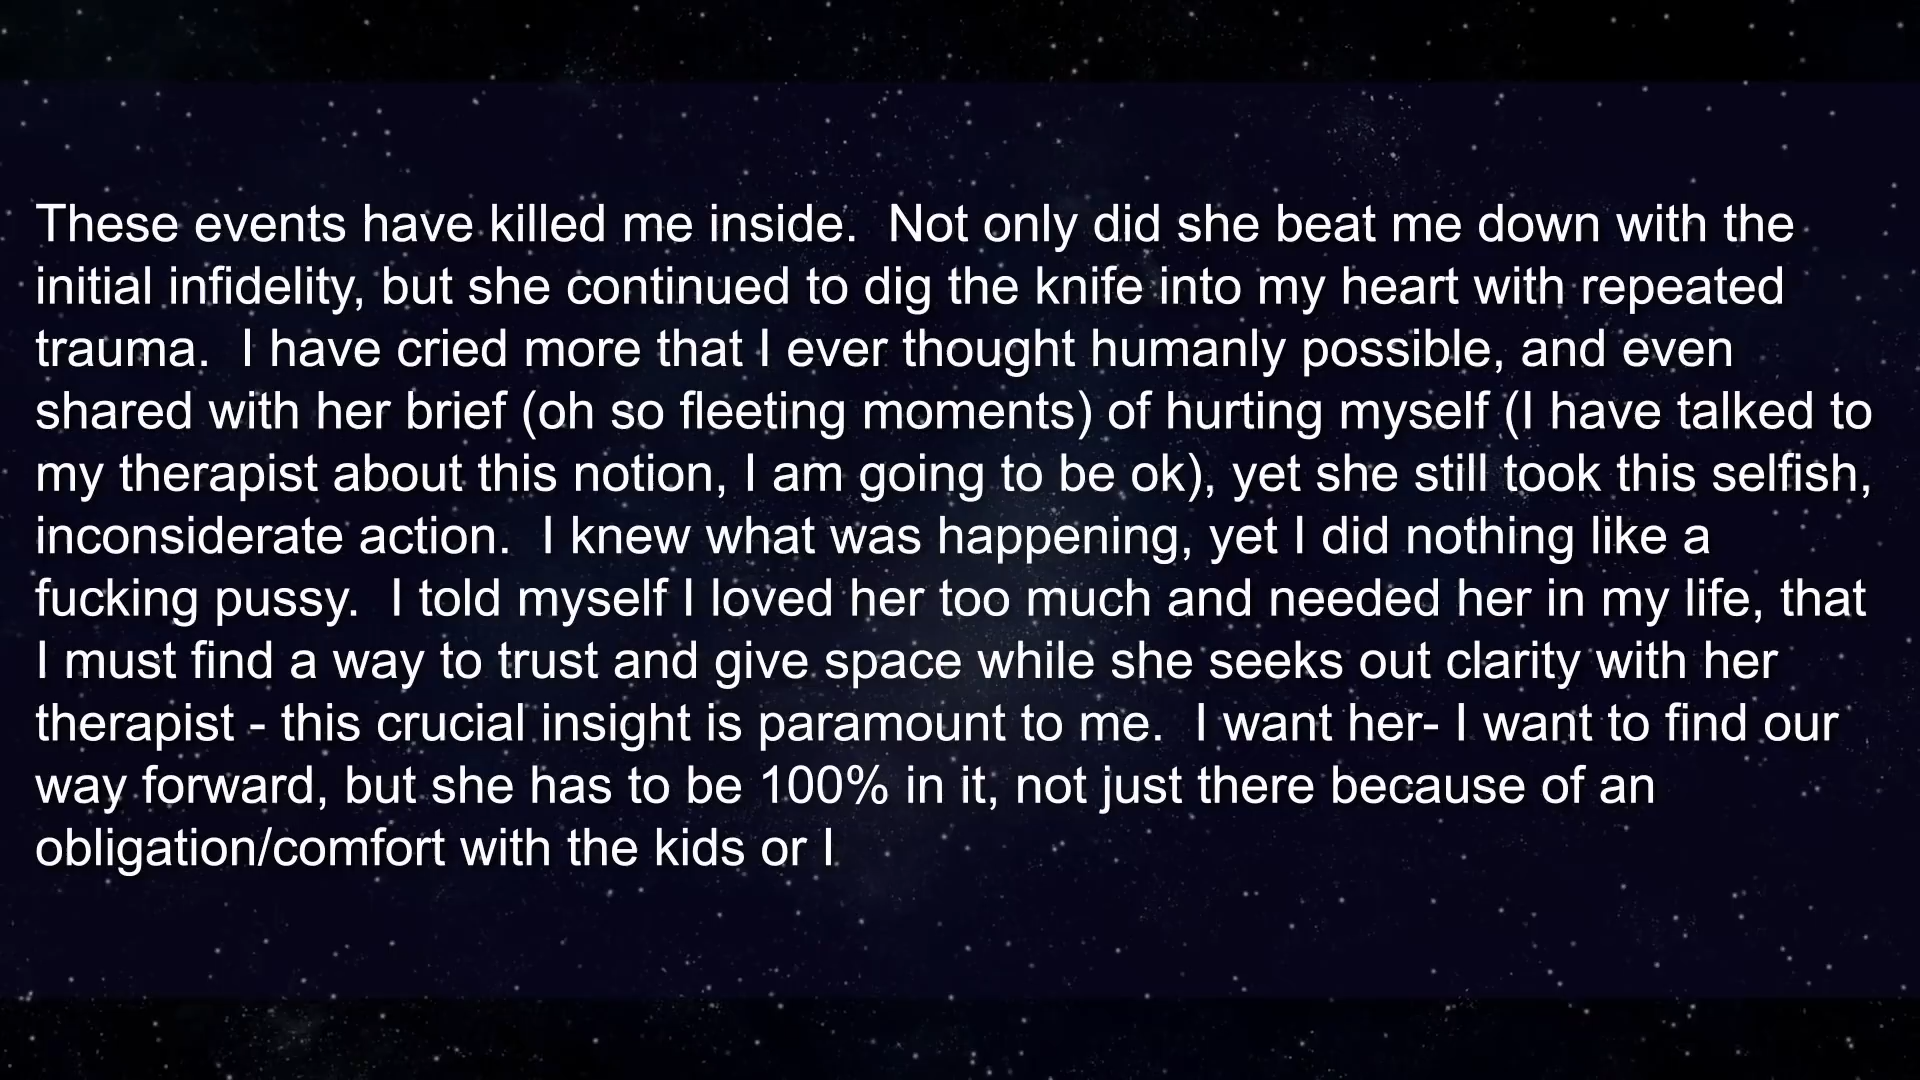 These events have killed me inside.  Not only did she beat me down with the
initial infidelity, but she continued to dig the knife into my heart with repeated
trauma.  I have cried more that I ever thought humanly possible, and even
shared with her brief (oh so fleeting moments) of hurting myself (I have talked to
my therapist about this notion, I am going to be ok), yet she still took this selfish,
inconsiderate action.  I knew what was happening, yet I did nothing like a
fucking pussy.  I told myself I loved her too much and needed her in my life, that
I must find a way to trust and give space while she seeks out clarity with her
therapist - this crucial insight is paramount to me.  I want her- I want to find our
way forward, but she has to be 100% in it, not just there because of an
obligation/comfort with the kids or I